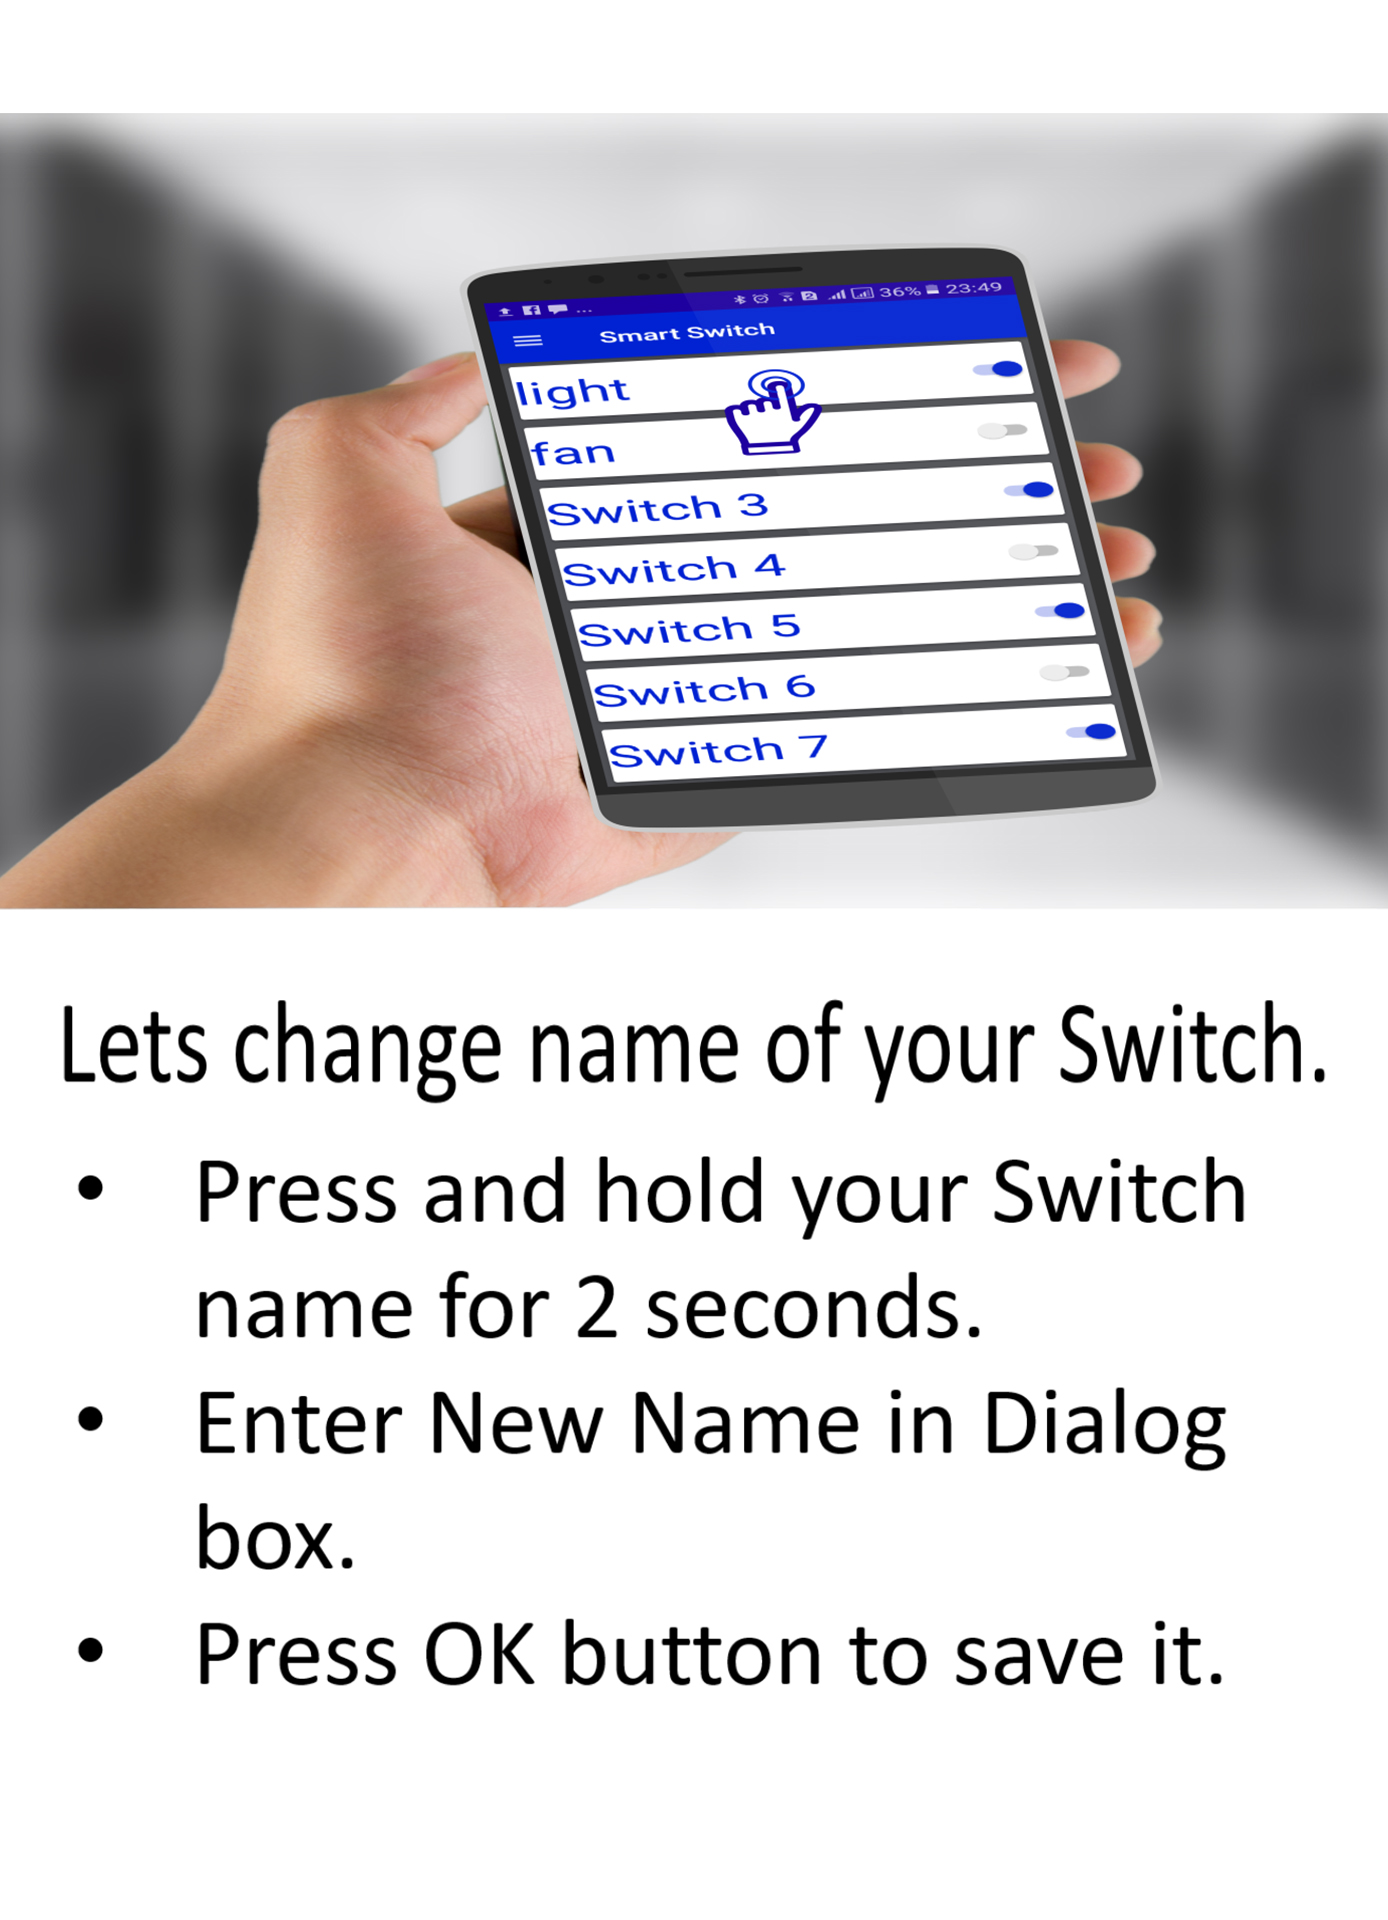 ... 36% 23:49
Smart Switch
light
fan
Switch 3
Switch 4
Switch 5
Switch 6
Switch 7
Lets change name of your Switch.
• Press and hold your Switch
name for 2 seconds.
• Enter New Name in Dialog
box.
• Press OK button to save it.